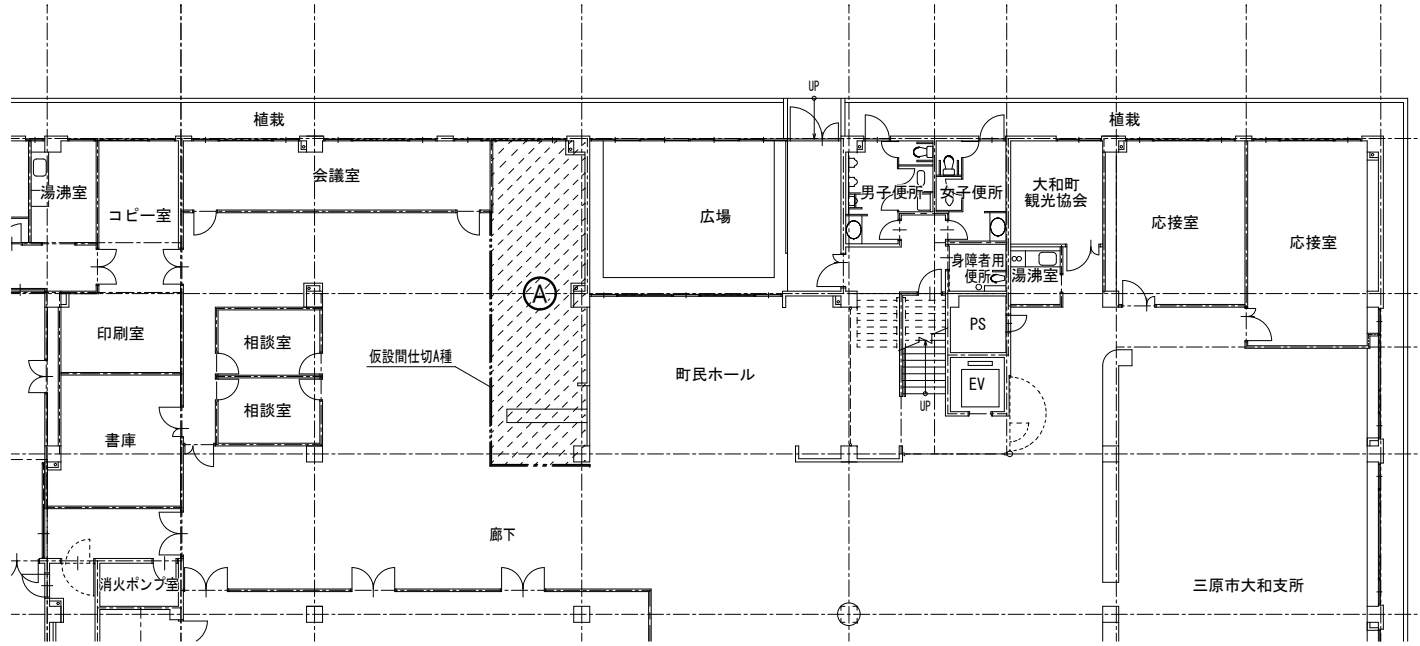 UP
植栽
植栽
湯沸室
コピー室
会議室
広場
男子便所
女子便所
大和町
観光協会
応接室
応接室
身障者用
便所
湯沸室
A
印刷室
相談室
仮設間仕切A種
町民ホール
PS
EV
UP
相談室
書庫
廊下
消火ポンプ室
三原市大和支所